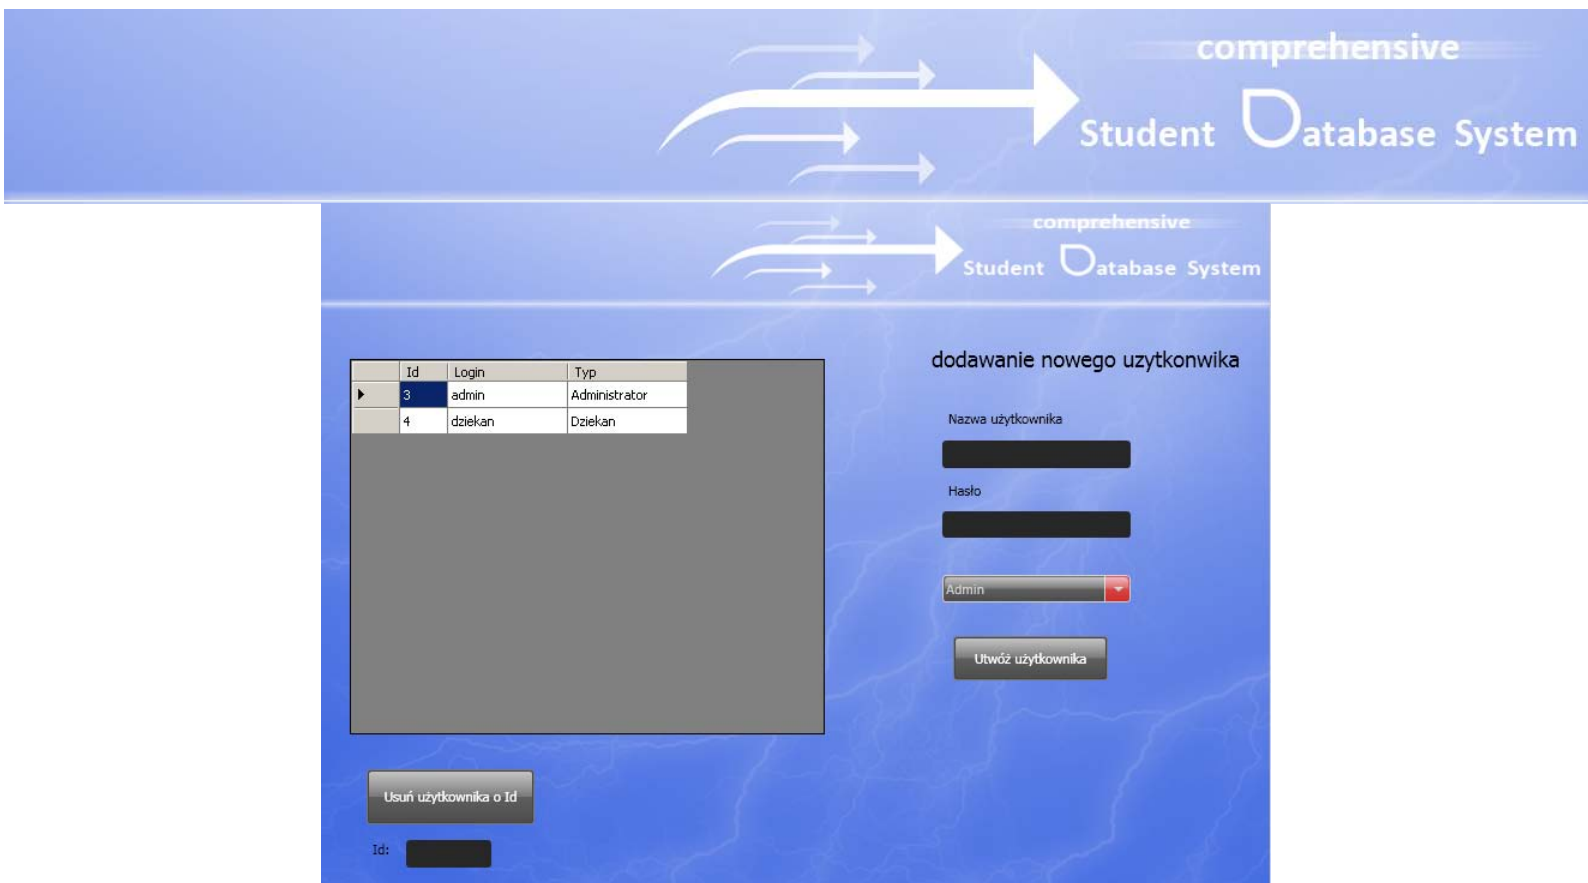 comprehensive
Student Database System
comprehensive
Student Database System
Id Login Typ
3 admin Administrator
4 dziekan Dziekan
dodawanie nowego uzytkonwika
Nazwa użytkownika
Hasło
Admin
Utwóż użytkownika
Usuń użytkownika o Id
Id: